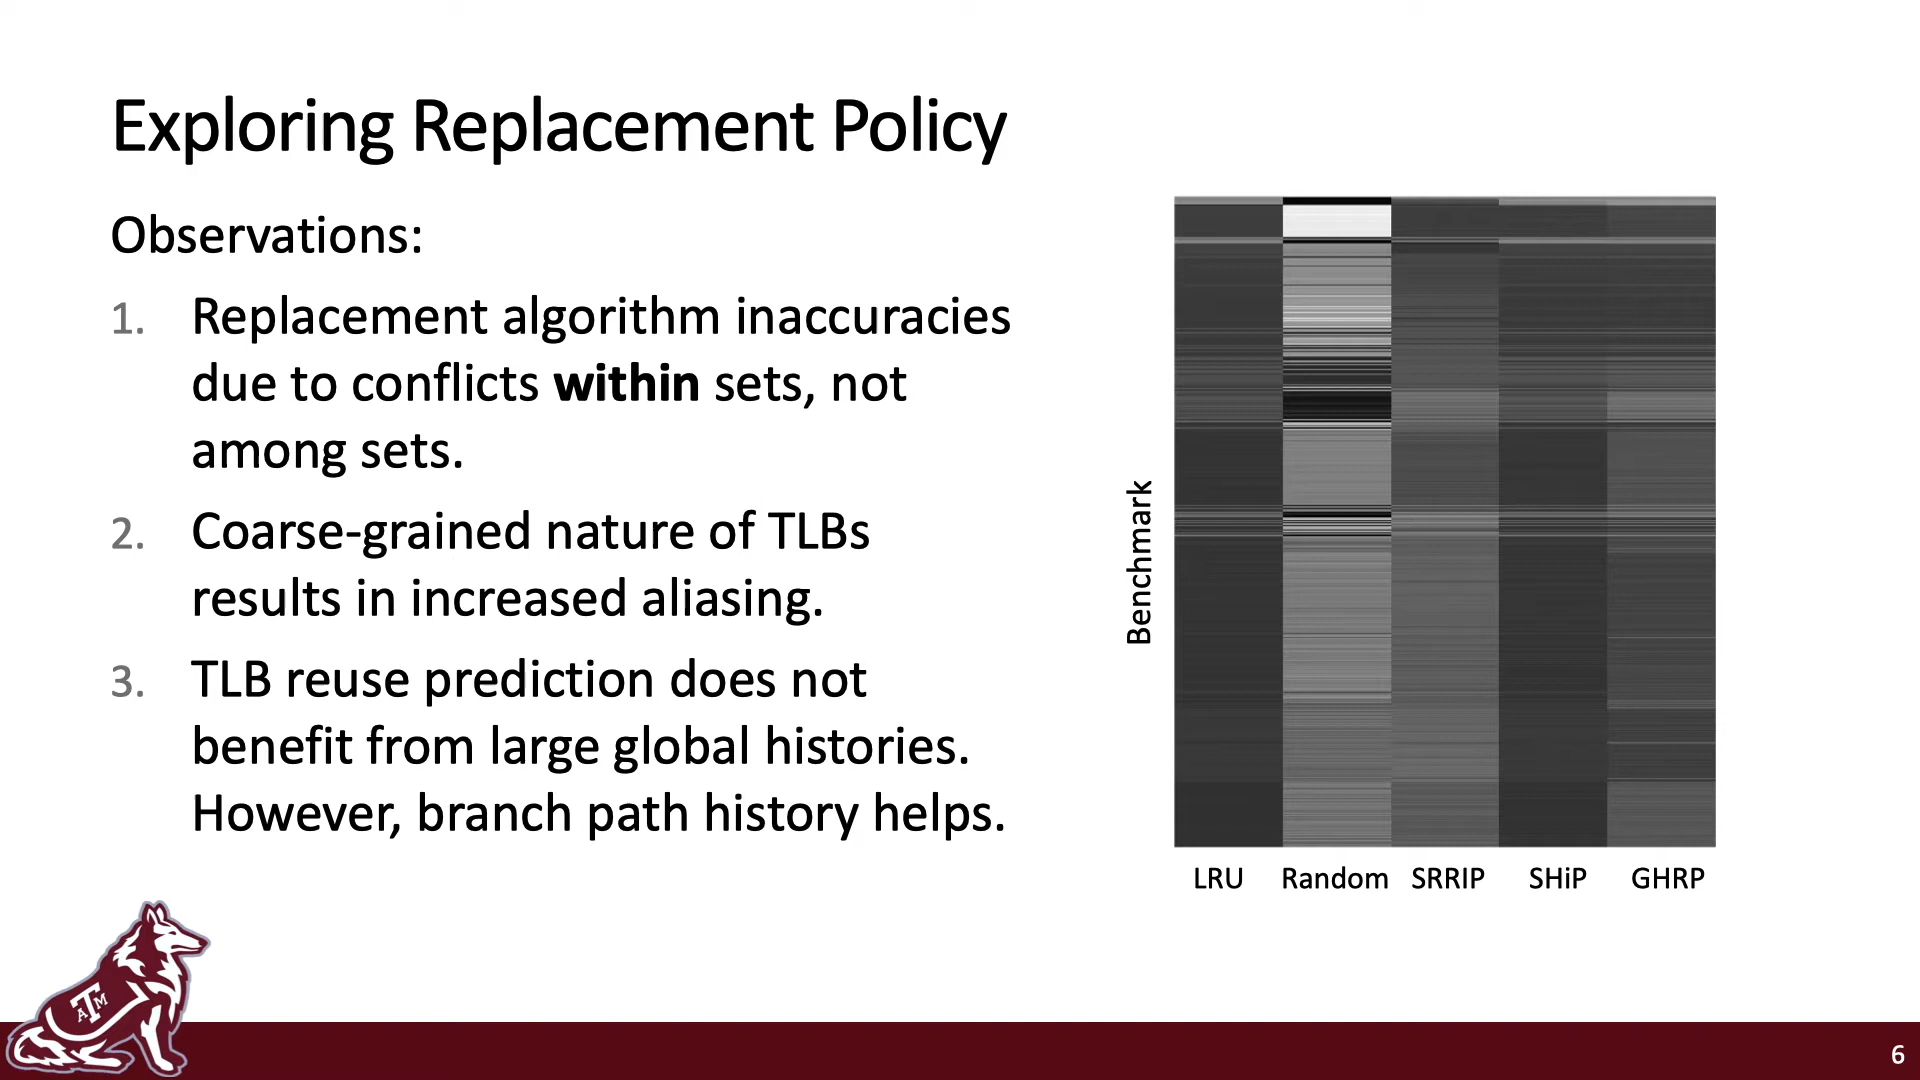 Exploring Replacement Policy
Observations:
1. Replacement algorithm inaccuracies
due to conflicts within sets, not
among sets.
2. Coarse-grained nature of TLBs
results in increased aliasing.
3. TLB reuse prediction does not
benefit from large global histories.
However, branch path history helps.
Benchmark
LRU Random SRRIP SHiP GHRP
ATM
6